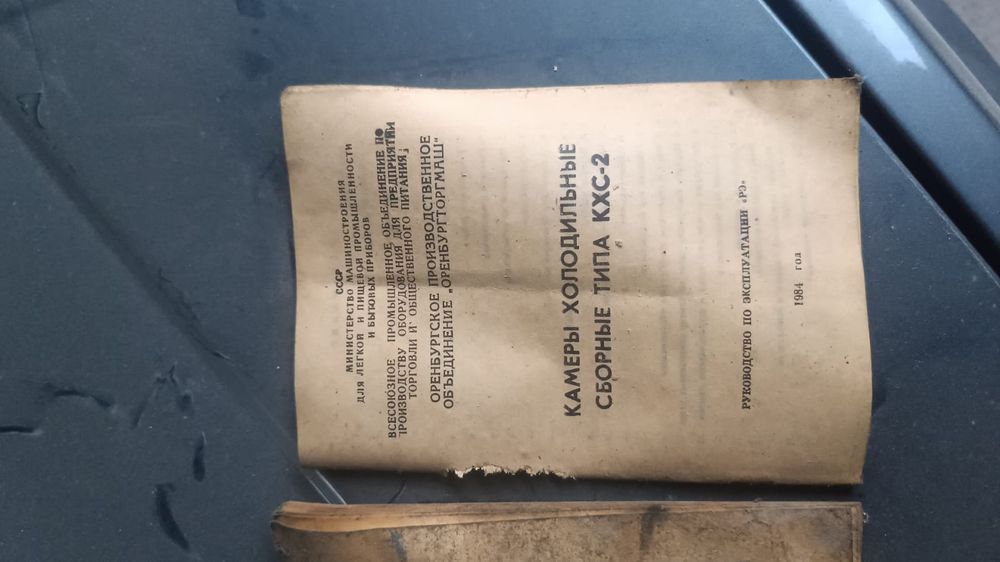 СССР
МИНИСТЕРСТВО МАШИНОСТРОЕНИЯ
ДЛЯ ЛЕГКОЙ И ПИЩЕВОЙ ПРОМЫШЛЕННОСТИ
И БЫТОВЫХ ПРИБОРОВ
ВСЕСОЮЗНОЕ ПРОМЫШЛЕННОЕ ОБЪЕДИНЕНИЕ ПО
ПРОИЗВОДСТВУ ОБОРУДОВАНИЯ ДЛЯ ПРЕДПРИЯТИИ
ТОРГОВЛИ И ОБЩЕСТВЕННОГО ПИТАНИЯ
ОРЕНБУРГСКОЕ ПРОИЗВОДСТВЕННОЕ
ОБЪЕДИНЕНИЕ „ОРЕНБУРГТОРГМАШ“
КАМЕРЫ ХОЛОДИЛЬНЫЕ
СБОРНЫЕ ТИПА КХС-2
РУКОВОДСТВО ПО ЭКСПЛУАТАЦИИ «РЭ»
1984 год